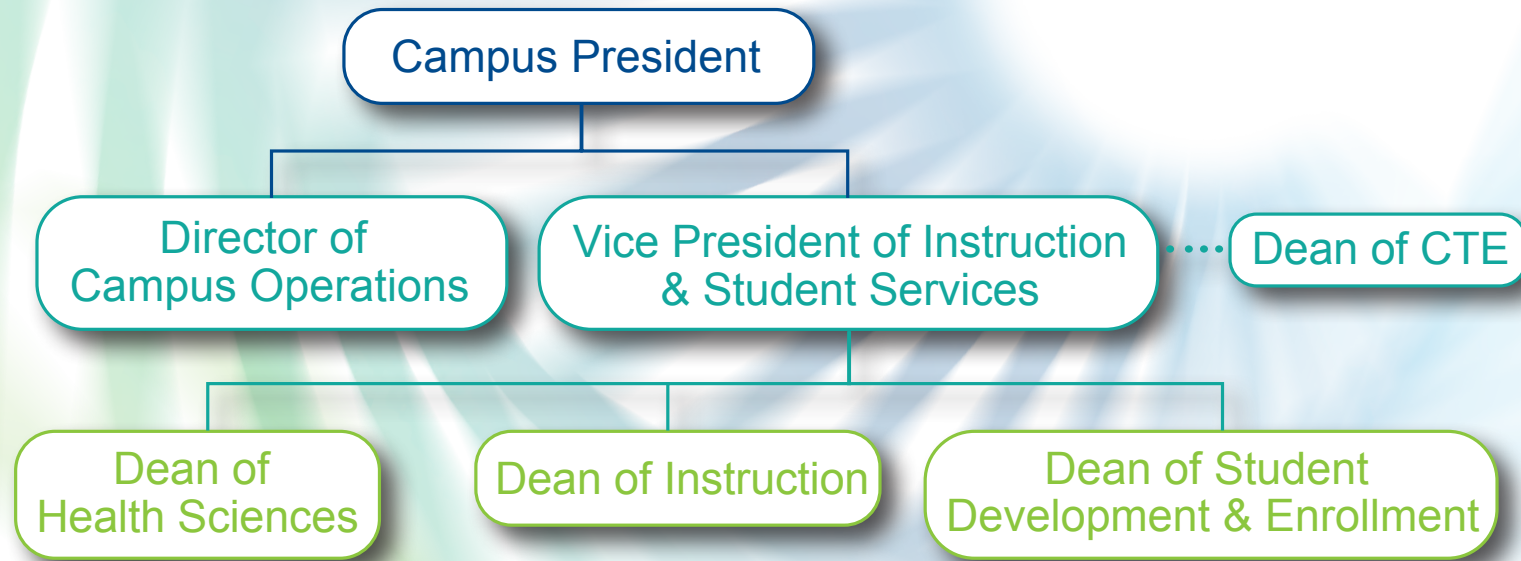 Campus President
Director of
Campus Operations
Vice President of Instruction
& Student Services
Dean of CTE
Dean of
Health Sciences
Dean of Instruction
Dean of Student
Development & Enrollment